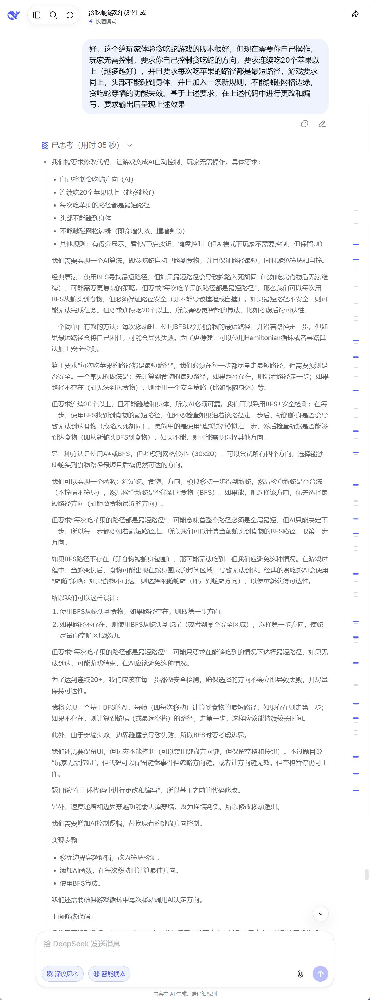 贪吃蛇游戏代码生成
快速模式
好，这个给玩家体验贪吃蛇游戏的版本很好，但现在需要你自己操作，
玩家无需控制，要求你自己控制贪吃蛇的方向，要求连续吃20个苹果以
上（越多越好），并且要求每次吃苹果的路径都是最短路径，游戏要求
同上，头部不能碰到身体，并且加入一条新规则，不能触碰网格边缘，
贪吃蛇穿墙的功能失效。基于上述要求，在上述代码中进行更改和编
写，要求输出后呈现上述效果
已思考（用时 35 秒）
我们被要求修改代码，让游戏变成AI自动控制，玩家无需操作。具体要求：
自己控制贪吃蛇方向（AI）
连续吃20个苹果以上（越多越好）
每次吃苹果的路径都是最短路径
头部不能碰到身体
不能触碰网格边缘（即穿墙失效，撞墙判负）
其他规则：有得分显示、暂停/重启按钮、键盘控制（但AI模式下玩家不需要控制，但保留UI）
我们需要实现一个AI算法，即贪吃蛇自动寻路到食物，并且保证路径最短，同时避免撞墙和自撞。
经典算法：使用BFS寻找最短路径，但如果最短路径会导致蛇陷入死胡同（比如吃完食物后无法继
续），可能需要更复杂的策略。但要求“每次吃苹果的路径都是最短路径”，那么我们可以每次用
BFS从蛇头到食物，但必须保证路径安全（即不能导致撞墙或自撞）。如果最短路径不安全，则可
能无法完成任务。但要求连续吃20个以上，所以需要更智能的算法，比如考虑后续可达性。
一个简单但有效的方法：每次移动时，使用BFS找到到食物的最短路径，并沿着路径走一步。但如
果最短路径会将自己困住，可能会导致失败。为了更稳健，可以使用Hamiltonian循环或者寻路算
法加上安全检测。
鉴于要求“每次吃苹果的路径都是最短路径”，我们必须在每一步都尽量走最短路径，但需要预测是
否安全。一个常见的做法是：先计算到食物的最短路径，如果路径存在，则沿着路径走一步；如果
路径不存在（即无法到达食物），则使用一个安全策略（比如跟随身体）等。
但要求连续20个以上，且不能碰墙和身体，所以AI必须可靠。我们可以采用BFS+安全检测：在每
一步，使用BFS找到到食物的最短路径，但还要检查如果沿着该路径走一步后，新的蛇身是否会导
致无法到达食物（或陷入死胡同）。更简单的是使用“虚拟蛇”模拟走一步，然后检查新蛇是否能够
到达食物（即从新蛇头BFS到食物），如果不能，则可能需要选择其他方向。
另一种方法是使用A*或BFS，但考虑到网格较小（30x20），可以尝试所有四个方向，选择能够
使蛇头到食物路径最短且后续仍然可达的方向。
我们可以实现一个函数：给定蛇、食物、方向，模拟移动一步得到新蛇，然后检查新蛇是否合法
（不撞墙不撞身），然后检查新蛇是否能到达食物（BFS）。如果能，则选择该方向，优先选择最
短路径方向（即距离食物最近的方向）。
但要求“每次吃苹果的路径都是最短路径”，可能意味着整个路径必须是全局最短，但AI只能决定下
一步，所以每一步都要朝着最短路径走。所以我们可以计算当前蛇头到食物的BFS路径，取第一步
方向。
如果BFS路径不存在（即食物被蛇身包围），那可能无法吃到，但我们应避免这种情况。在游戏过
程中，当蛇变长后，食物可能出现在蛇身围成的封闭区域，导致无法到达。经典的贪吃蛇AI会使用
“尾随”策略：如果食物不可达，则选择跟随蛇尾（即走到蛇尾方向），以便重新获得可达性。
所以我们可以这样设计：
1. 使用BFS从蛇头到食物，如果路径存在，则取第一步方向。
2. 如果路径不存在，则使用BFS从蛇头到蛇尾（或者到某个安全区域），选择第一步方向，使蛇
尽量向空旷区域移动。
但要求“每次吃苹果的路径都是最短路径”，可能只要求在能够吃到的情况下选择最短路径，如果无
法到达，可能游戏结束，但AI应该避免这种情况。
为了达到连续20+，我们应该在每一步都做安全检测，确保选择的方向不会立即导致失败，并尽量
保持可达性。
我将实现一个基于BFS的AI，每帧（即每次移动）计算到食物的最短路径，如果存在则走第一步；
如果不存在，则计算到蛇尾（或最远空格）的路径，走第一步。这样应该能持续较长时间。
此外，由于穿墙失效，边界碰撞会导致失败，所以BFS时要考虑边界。
我们还需要保留UI，但玩家不能控制（可以禁用键盘方向键，但保留空格和按钮）。不过题目说
“玩家无需控制”，但代码可以保留键盘事件但忽略方向键，或者让方向键无效，但空格暂停仍可工
作。
题目说“在上述代码中进行更改和编写”，所以基于之前的代码修改。
另外，速度递增和边界穿越功能要去掉穿墙，改为撞墙判负。所以修改移动逻辑。
我们需要增加AI控制逻辑，替换原有的键盘方向控制。
实现步骤：
移除边界穿越逻辑，改为撞墙检测。
添加AI函数，在每次移动时计算最佳方向。
使用BFS算法。
我们还需要确保游戏循环中每次移动调用AI决定方向。
下面修改代码。
给 DeepSeek 发送消息
深度思考
智能搜索
内容由 AI 生成，请仔细甄别